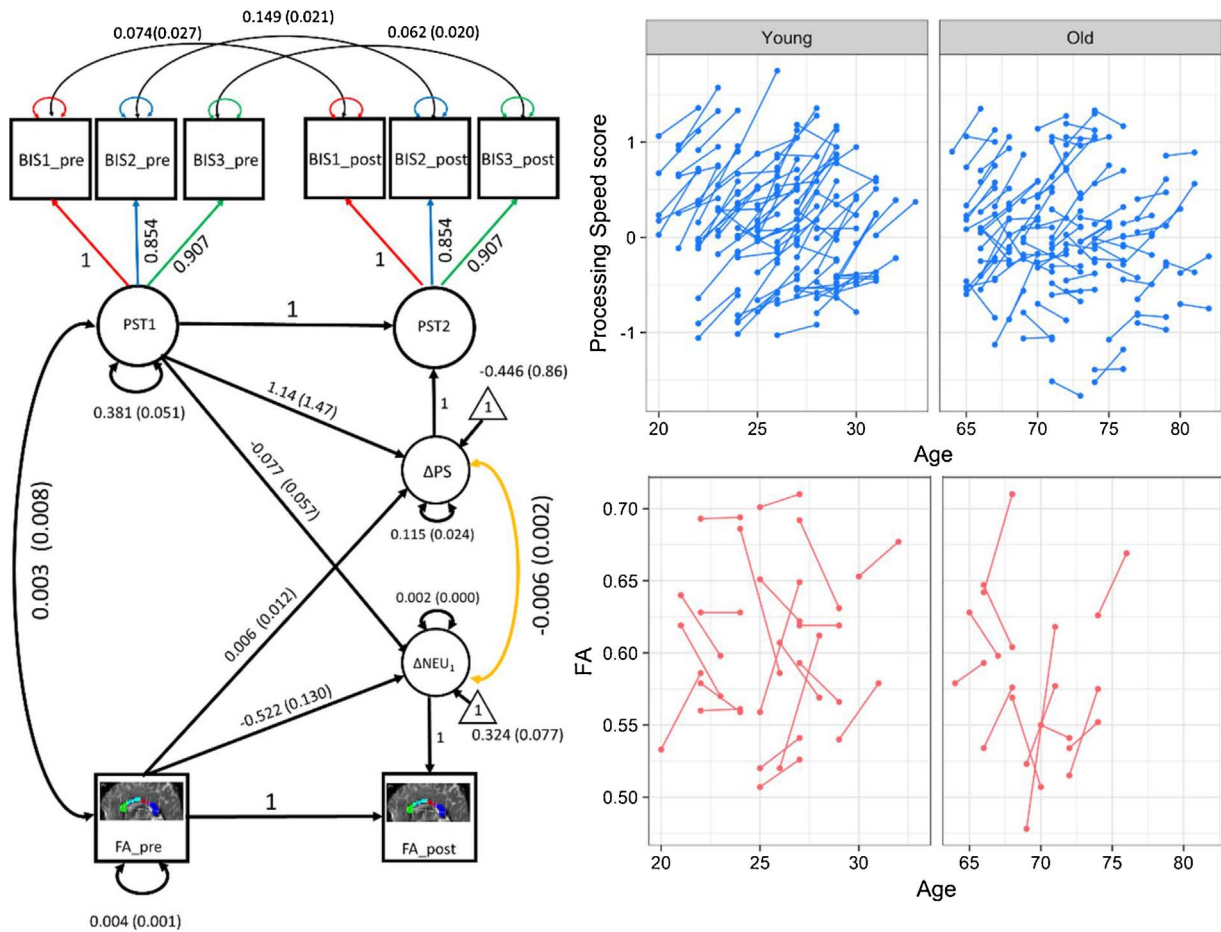 0.149 (0.021)
0.074(0.027)
0.062 (0.020)
BIS1_pre
BIS2_pre
BIS3_pre
BIS1_post
BIS2_post
BIS3_post
1
0.854
0.907
1
0.854
0.907
PST1
1
PST2
0.381 (0.051)
-0.446 (0.86)
1
1
1.14 (1.47)
-0.077 (0.057)
ΔPS
0.115 (0.024)
0.003 (0.008)
-0.006 (0.002)
0.002 (0.000)
0.006 (0.012)
ΔNEU₁
-0.522 (0.130)
1
0.324 (0.077)
1
FA_pre
1
FA_post
0.004 (0.001)
Young
Old
Processing Speed score
1
0
-1
20
25
30
65
70
75
80
Age
FA
0.70
0.65
0.60
0.55
0.50
20
25
30
65
70
75
80
Age